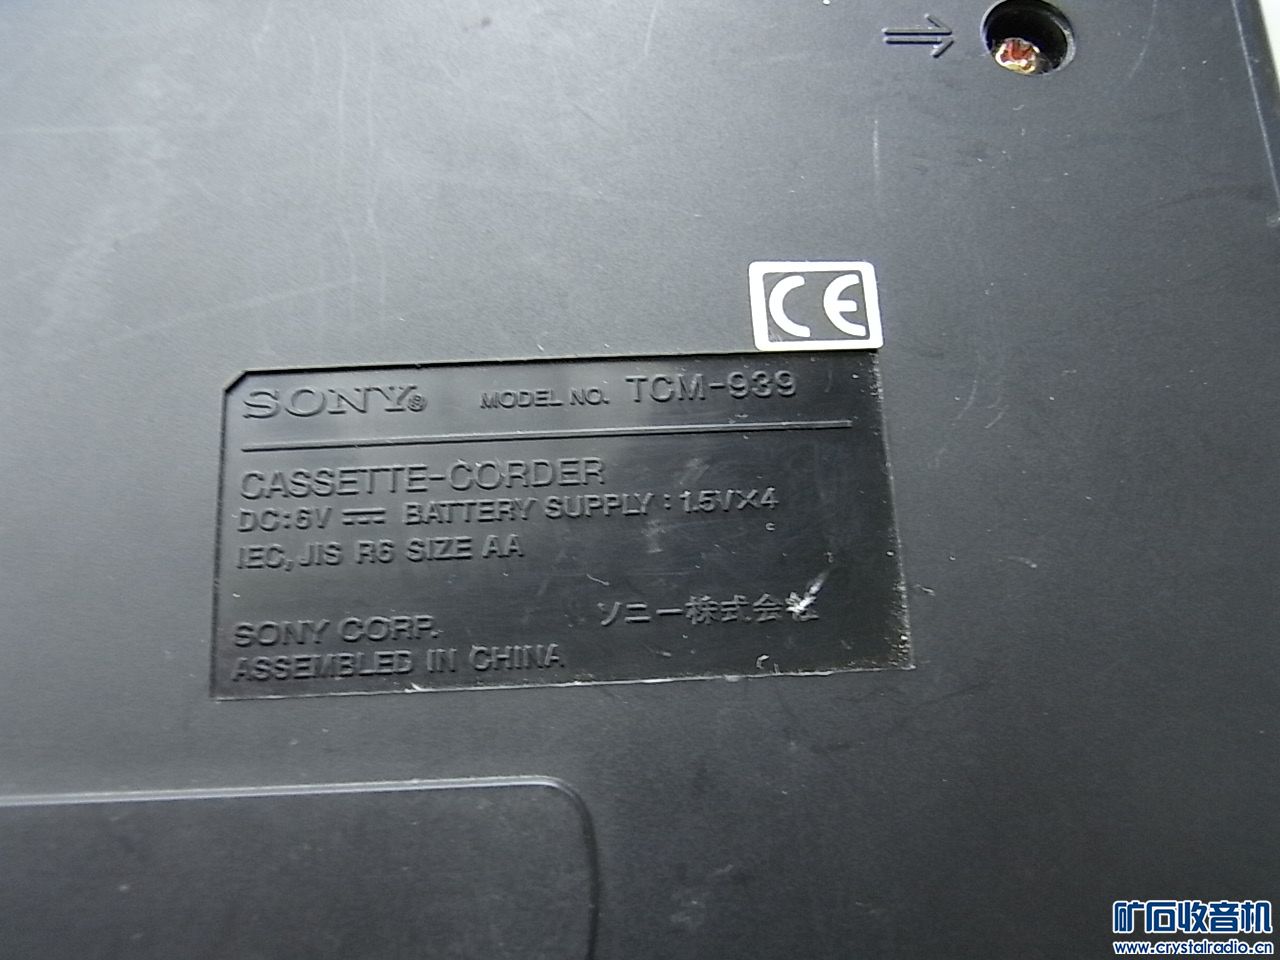 CE
SONY® MODEL NO. TCM-939
CASSETTE-CORDER
DC:6V ⎓ BATTERY SUPPLY : 1.5V×4
IEC, JIS R6 SIZE AA
ソニー株式会社
SONY CORP.
ASSEMBLED IN CHINA
矿石收音机
www.crystalradio.cn